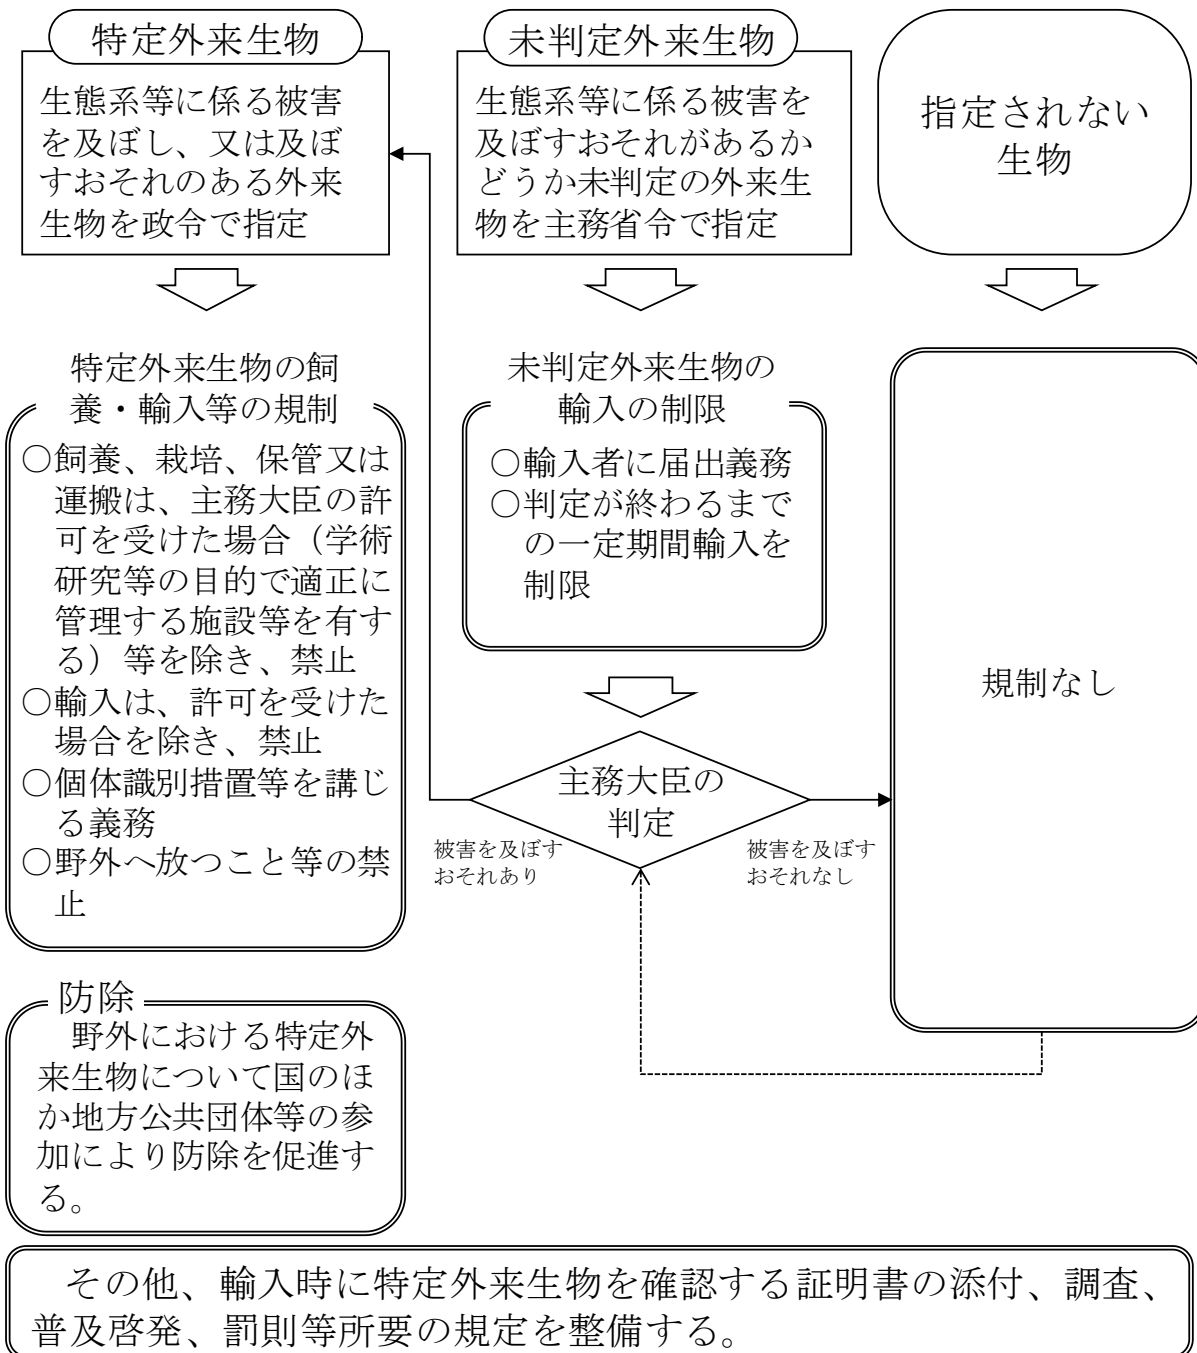 特定外来生物
生態系等に係る被害
を及ぼし、又は及ぼ
すおそれのある外来
生物を政令で指定
未判定外来生物
生態系等に係る被害を
及ぼすおそれがあるか
どうか未判定の外来生
物を主務省令で指定
指定されない
生物
特定外来生物の飼
養・輸入等の規制
○飼養、栽培、保管又は
運搬は、主務大臣の許
可を受けた場合（学術
研究等の目的で適正に
管理する施設等を有す
る）等を除き、禁止
○輸入は、許可を受けた
場合を除き、禁止
○個体識別措置等を講じ
る義務
○野外へ放つこと等の禁
止
未判定外来生物の
輸入の制限
○輸入者に届出義務
○判定が終わるまで
の一定期間輸入を
制限
主務大臣の
判定
被害を及ぼす
おそれあり
被害を及ぼす
おそれなし
規制なし
防除
野外における特定外
来生物について国のほ
か地方公共団体等の参
加により防除を促進す
る。
その他、輸入時に特定外来生物を確認する証明書の添付、調査、
普及啓発、罰則等所要の規定を整備する。